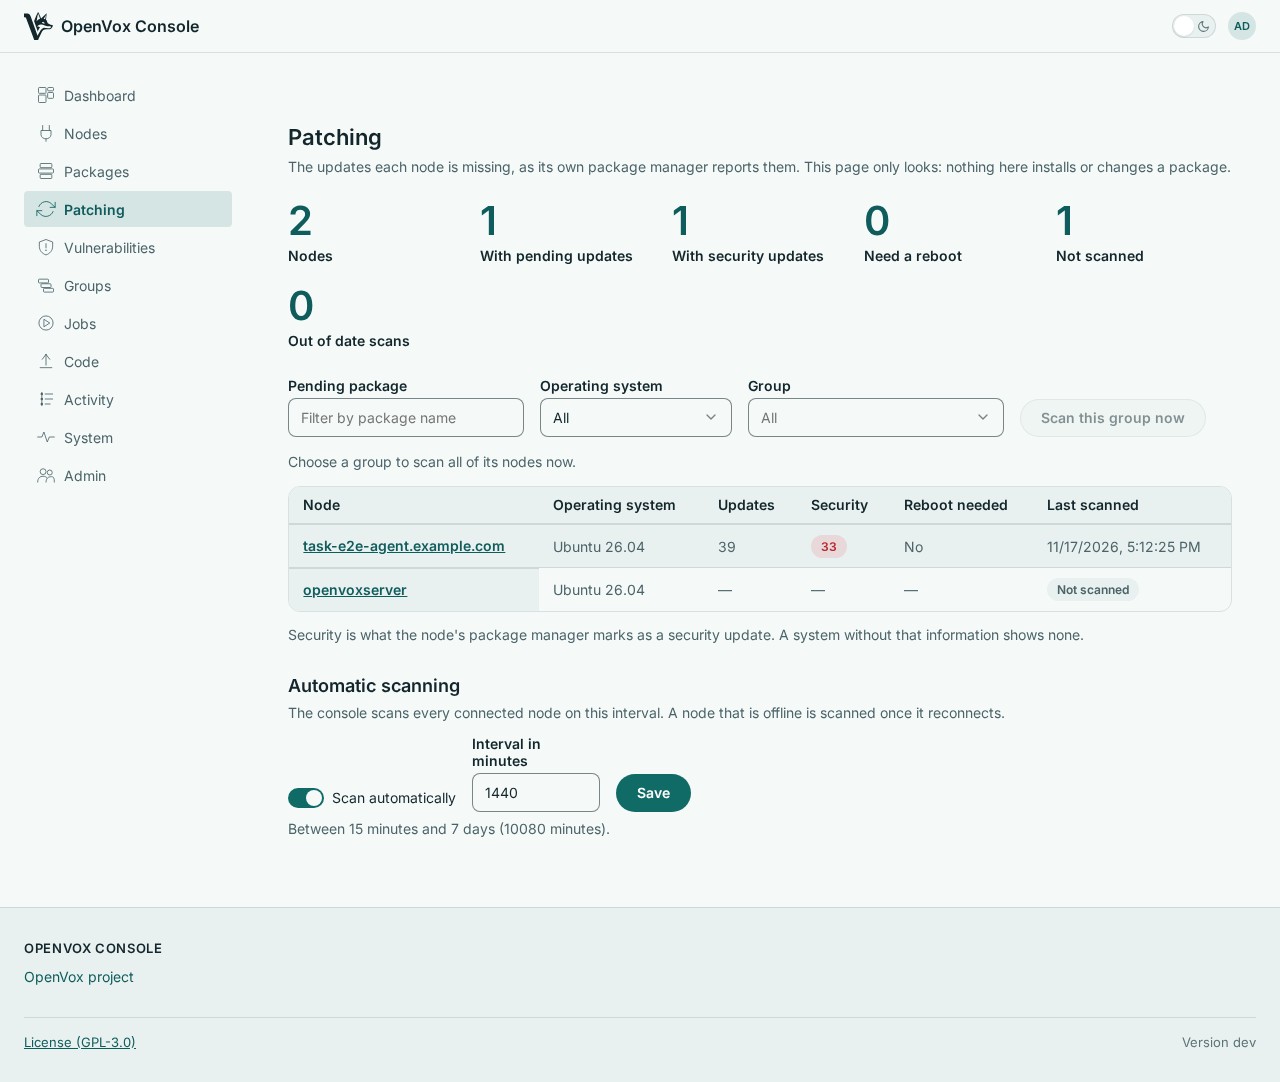 OpenVox Console
AD
Dashboard
Nodes
Packages
Patching
Vulnerabilities
Groups
Jobs
Code
Activity
System
Admin
Patching
The updates each node is missing, as its own package manager reports them. This page only looks: nothing here installs or changes a package.
2
Nodes
1
With pending updates
1
With security updates
0
Need a reboot
1
Not scanned
0
Out of date scans
Pending package
Filter by package name
Operating system
All
Group
All
Scan this group now
Choose a group to scan all of its nodes now.
Node Operating system Updates Security Reboot needed Last scanned
task-e2e-agent.example.com Ubuntu 26.04 39 33 No 11/17/2026, 5:12:25 PM
openvoxserver Ubuntu 26.04 — — — Not scanned
Security is what the node's package manager marks as a security update. A system without that information shows none.
Automatic scanning
The console scans every connected node on this interval. A node that is offline is scanned once it reconnects.
Scan automatically
Interval in
minutes
1440
Save
Between 15 minutes and 7 days (10080 minutes).
OPENVOX CONSOLE
OpenVox project
License (GPL-3.0)
Version dev